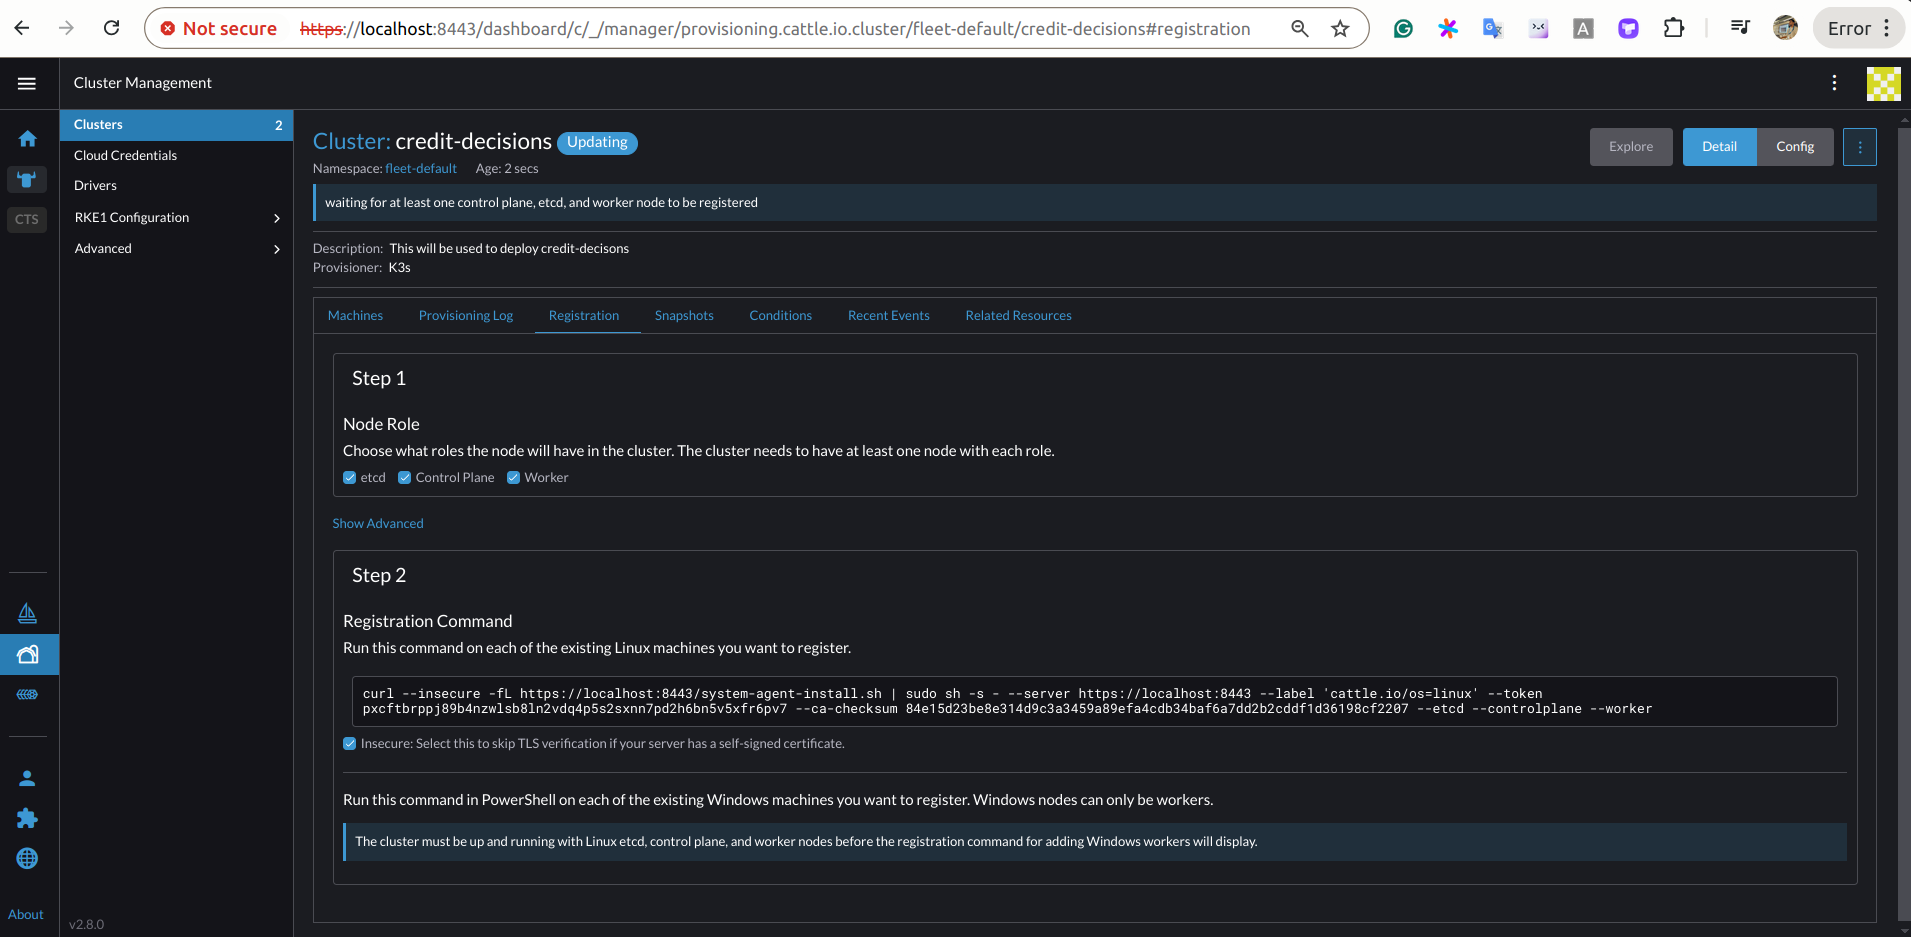 Not secure https://localhost:8443/dashboard/c/_/manager/provisioning.cattle.io.cluster/fleet-default/credit-decisions#registration Error
Cluster Management
Clusters 2
Cloud Credentials
Drivers
RKE1 Configuration
Advanced
CTS
About
v2.8.0
Cluster: credit-decisions Updating
Explore Detail Config
Namespace: fleet-default Age: 2 secs
waiting for at least one control plane, etcd, and worker node to be registered
Description: This will be used to deploy credit-decisons
Provisioner: K3s
Machines Provisioning Log Registration Snapshots Conditions Recent Events Related Resources
Step 1
Node Role
Choose what roles the node will have in the cluster. The cluster needs to have at least one node with each role.
etcd Control Plane Worker
Show Advanced
Step 2
Registration Command
Run this command on each of the existing Linux machines you want to register.
curl --insecure -fL https://localhost:8443/system-agent-install.sh | sudo sh -s - --server https://localhost:8443 --label 'cattle.io/os=linux' --token
pxcftbrppj89b4nzwlsb8ln2vdq4p5s2sxnn7pd2h6bn5v5xfr6pv7 --ca-checksum 84e15d23be8e314d9c3a3459a89efa4cdb34baf6a7dd2b2cddf1d36198cf2207 --etcd --controlplane --worker
Insecure: Select this to skip TLS verification if your server has a self-signed certificate.
Run this command in PowerShell on each of the existing Windows machines you want to register. Windows nodes can only be workers.
The cluster must be up and running with Linux etcd, control plane, and worker nodes before the registration command for adding Windows workers will display.